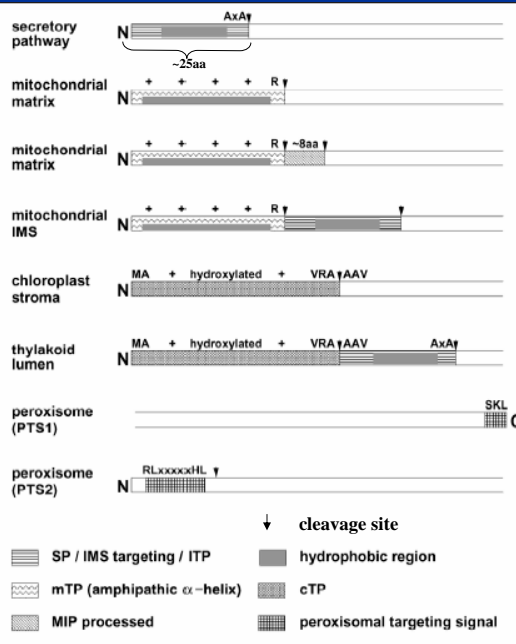 AxA
secretory
pathway
N
~25aa
+ + + + R
mitochondrial
matrix
N
+ + + + R ~8aa
mitochondrial
matrix
N
+ + + + R
mitochondrial
IMS
N
MA + hydroxylated + VRA AAV
chloroplast
stroma
N
MA + hydroxylated + VRA AAV AxA
thylakoid
lumen
N
SKL
peroxisome
(PTS1)
C
RLxxxxxHL
peroxisome
(PTS2)
N
cleavage site
SP / IMS targeting / ITP
hydrophobic region
mTP (amphipathic α-helix)
cTP
MIP processed
peroxisomal targeting signal